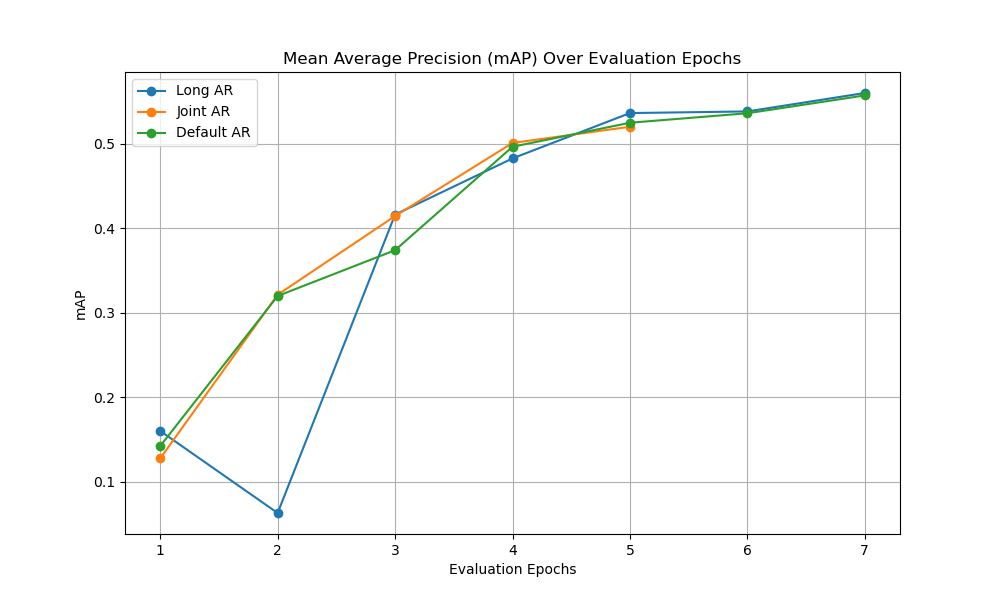 Mean Average Precision (mAP) Over Evaluation Epochs
Long AR
Joint AR
Default AR
mAP
0.5
0.4
0.3
0.2
0.1
1 2 3 4 5 6 7
Evaluation Epochs